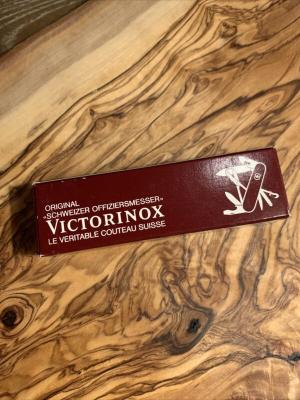 ORIGINAL
»SCHWEIZER OFFIZIERSMESSER«
VICTORINOX
LE VERITABLE COUTEAU SUISSE